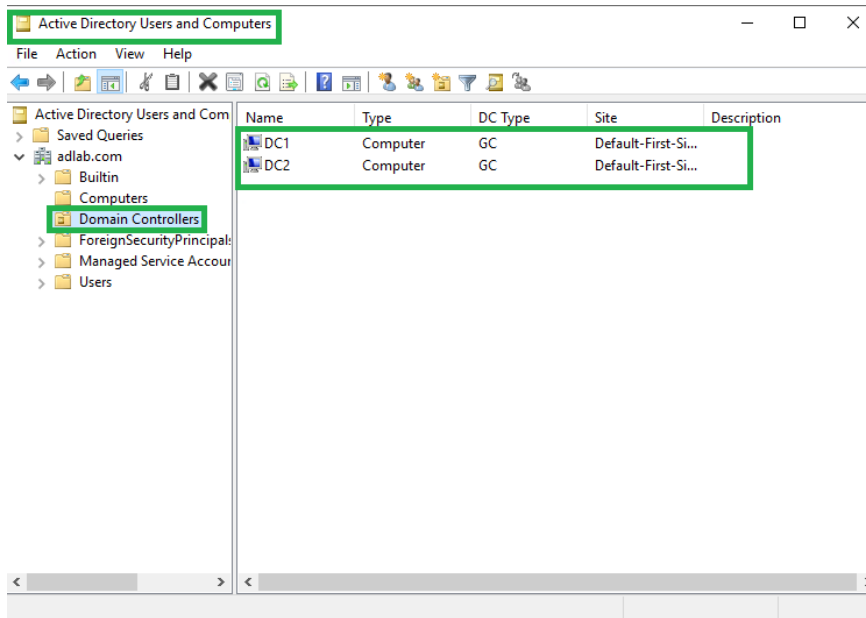 Active Directory Users and Computers
File Action View Help
Active Directory Users and Com
Saved Queries
adlab.com
Builtin
Computers
Domain Controllers
ForeignSecurityPrincipals
Managed Service Accour
Users
Name Type DC Type Site Description
DC1 Computer GC Default-First-Si...
DC2 Computer GC Default-First-Si...